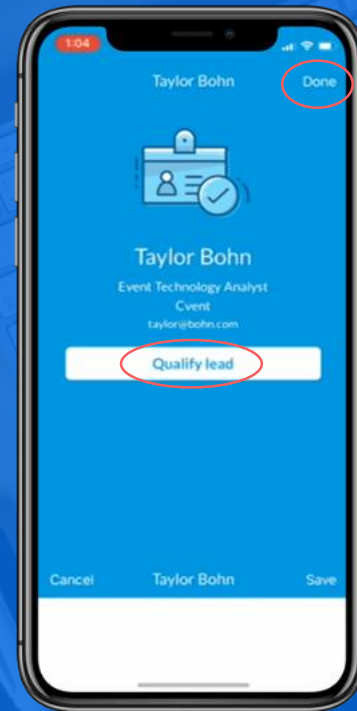 1:04
Taylor Bohn
Done
Taylor Bohn
Event Technology Analyst
Cvent
taylor@bohn.com
Qualify lead
Cancel
Taylor Bohn
Save